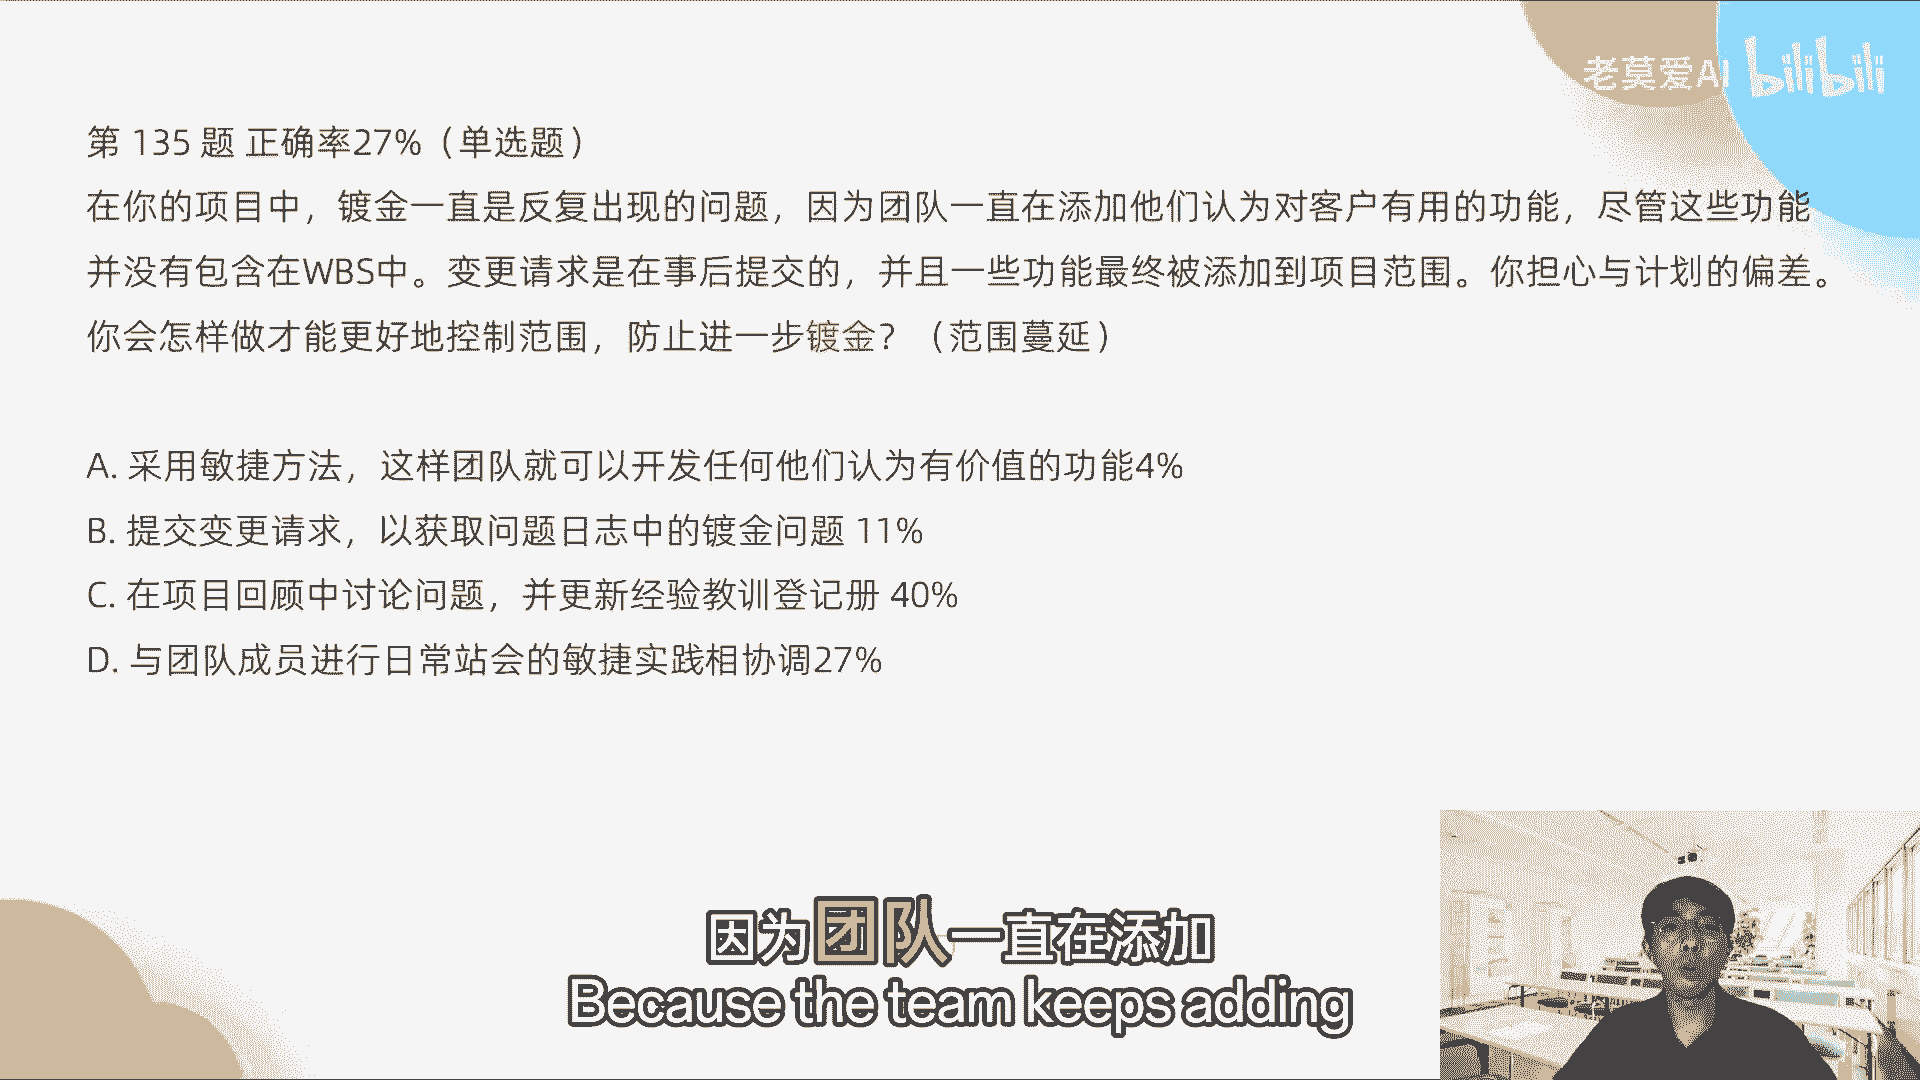 老莫爱AI bilibili
第 135 题 正确率27%（单选题）
在你的项目中，镀金一直是反复出现的问题，因为团队一直在添加他们认为对客户有用的功能，尽管这些功能
并没有包含在WBS中。变更请求是在事后提交的，并且一些功能最终被添加到项目范围。你担心与计划的偏差。
你会怎样做才能更好地控制范围，防止进一步镀金？（范围蔓延）
A. 采用敏捷方法，这样团队就可以开发任何他们认为有价值的功能4%
B. 提交变更请求，以获取问题日志中的镀金问题 11%
C. 在项目回顾中讨论问题，并更新经验教训登记册 40%
D. 与团队成员进行日常站会的敏捷实践相协调27%
因为团队一直在添加
Because the team keeps adding